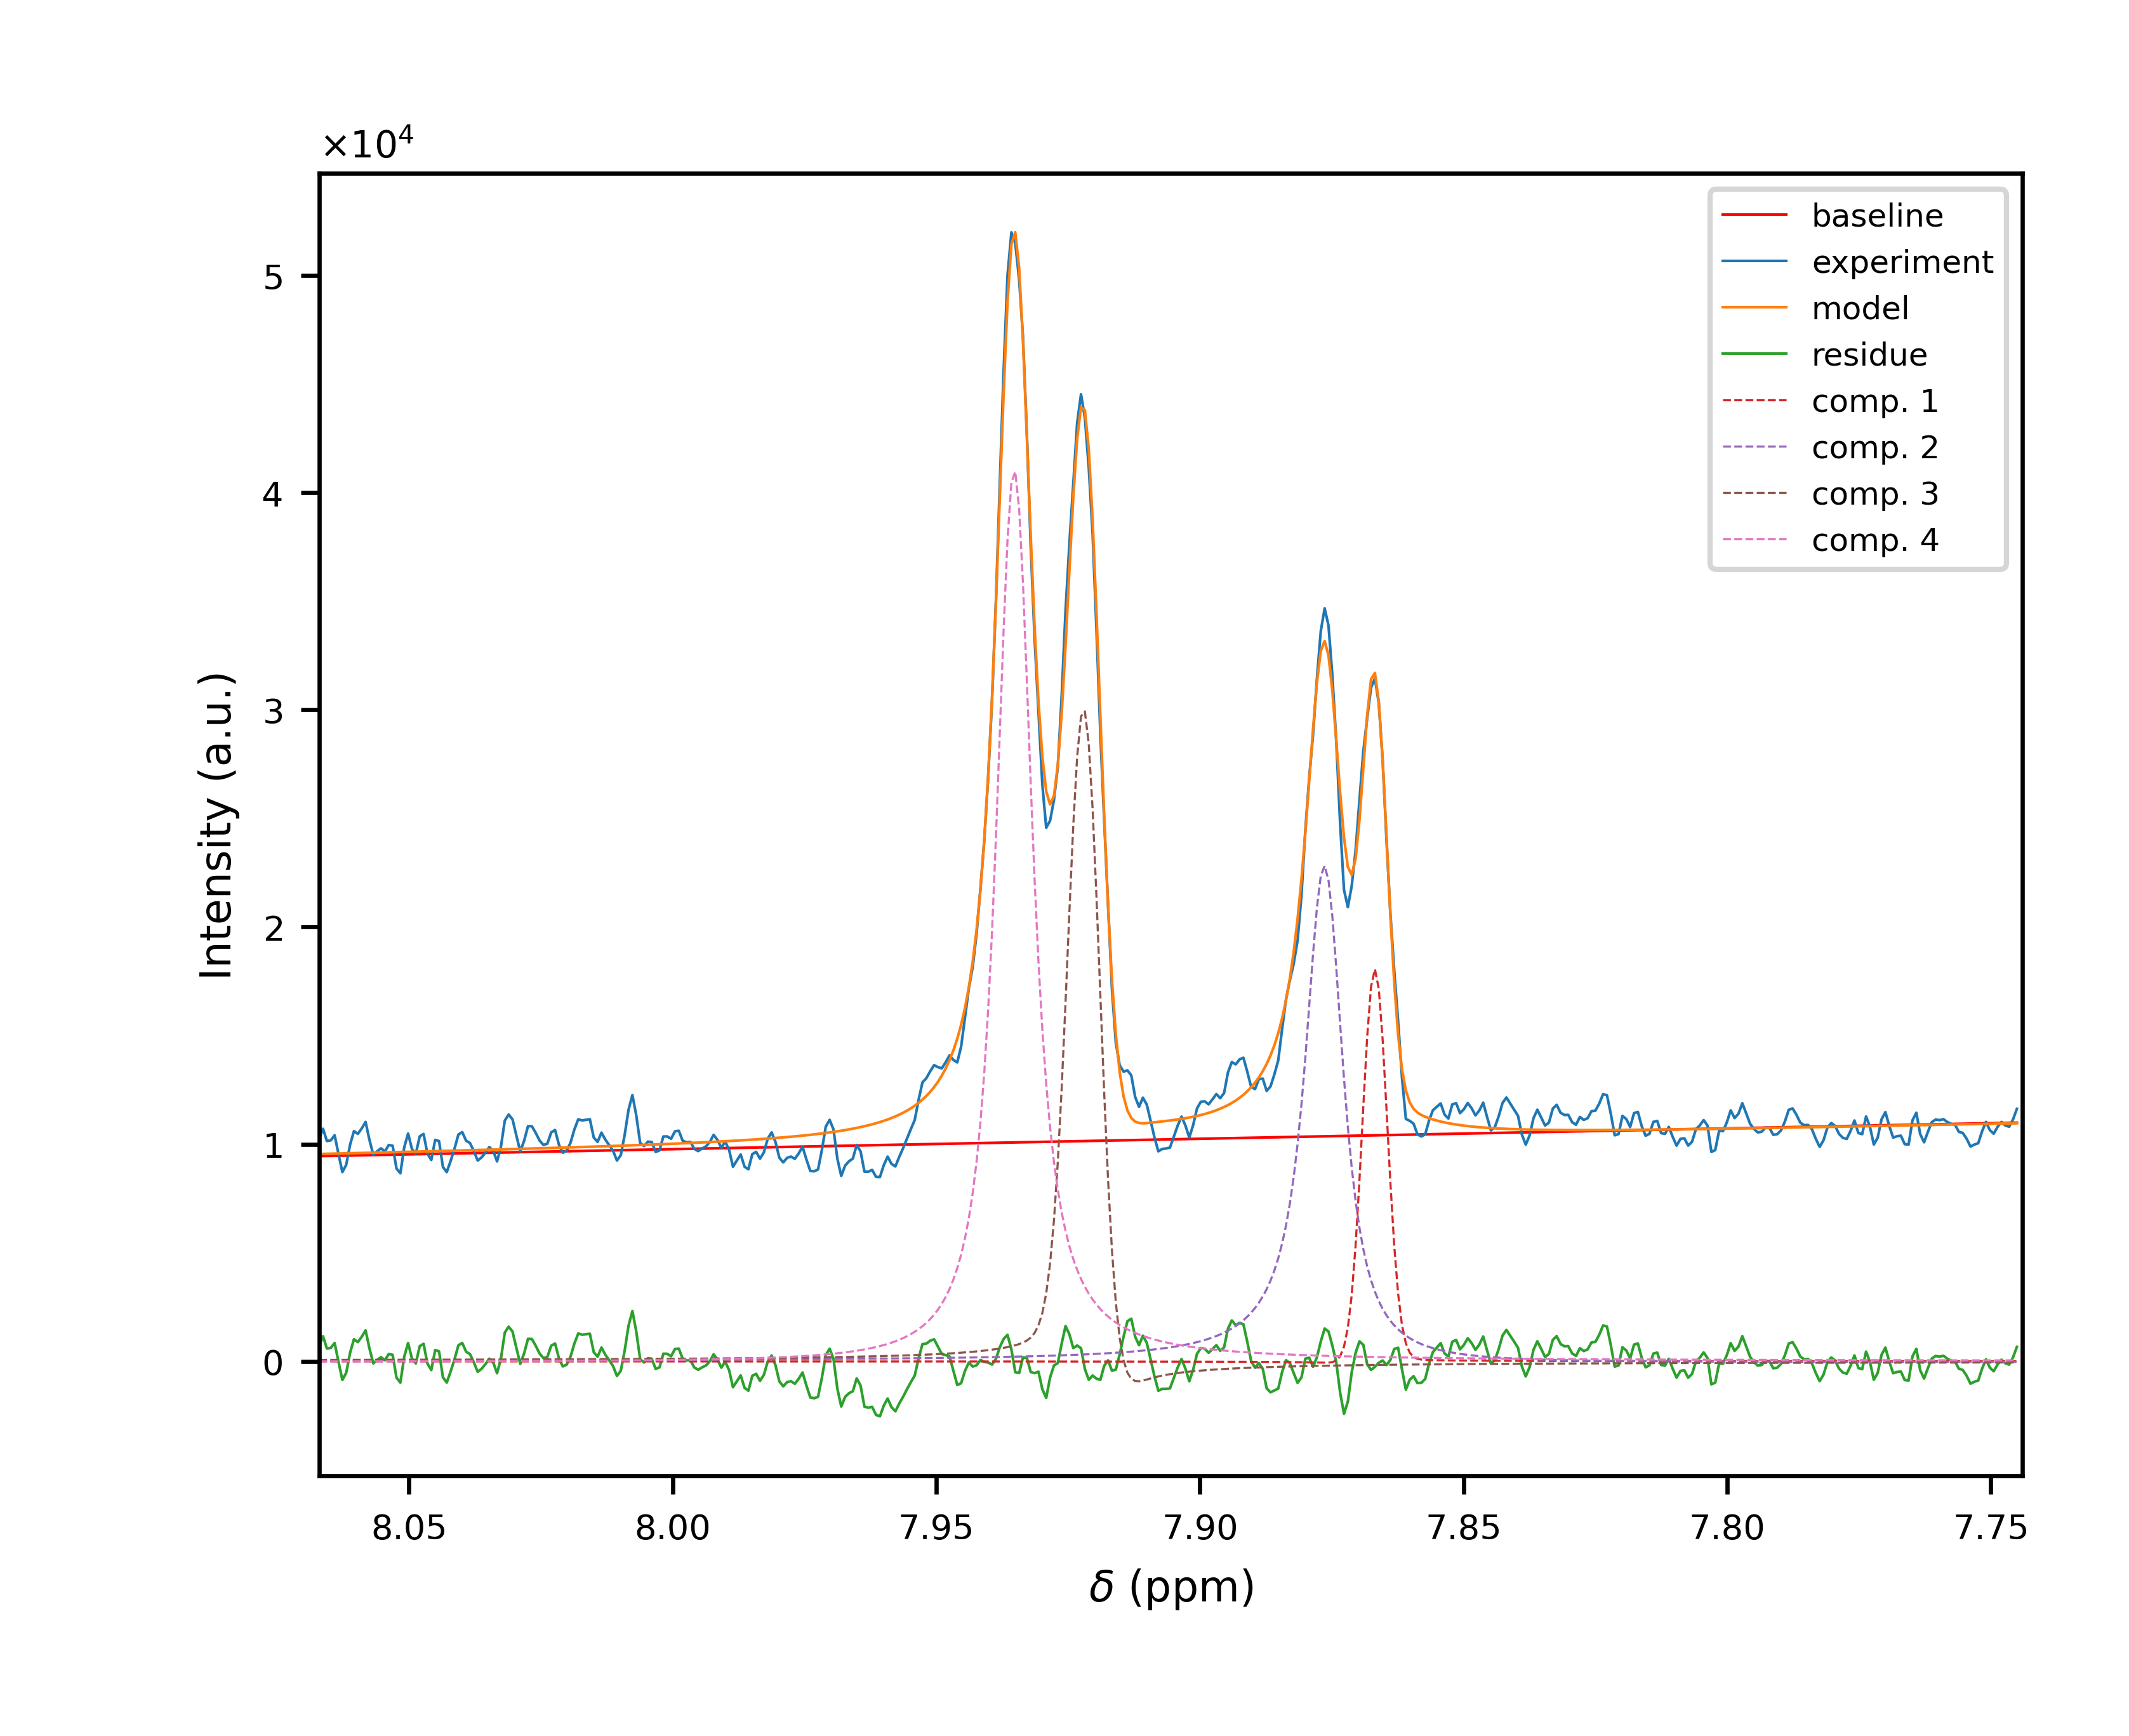 ×10⁴
5
4
3
2
1
0
Intensity (a.u.)
8.05 8.00 7.95 7.90 7.85 7.80 7.75
δ (ppm)
baseline
experiment
model
residue
comp. 1
comp. 2
comp. 3
comp. 4